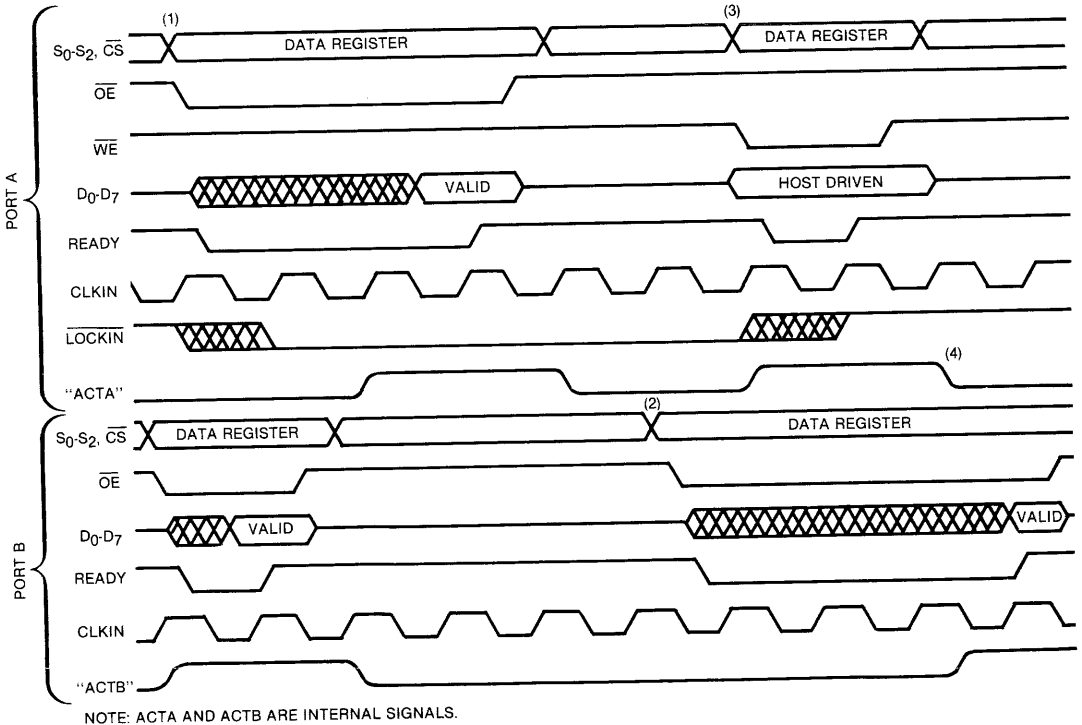 (1)
(3)
S0-S2, CS
DATA REGISTER
DATA REGISTER
OE
WE
D0-D7
VALID
HOST DRIVEN
READY
CLKIN
LOCKIN
"ACTA"
(4)
PORT A
(2)
S0-S2, CS
DATA REGISTER
DATA REGISTER
OE
D0-D7
VALID
VALID
READY
CLKIN
"ACTB"
PORT B
NOTE: ACTA AND ACTB ARE INTERNAL SIGNALS.